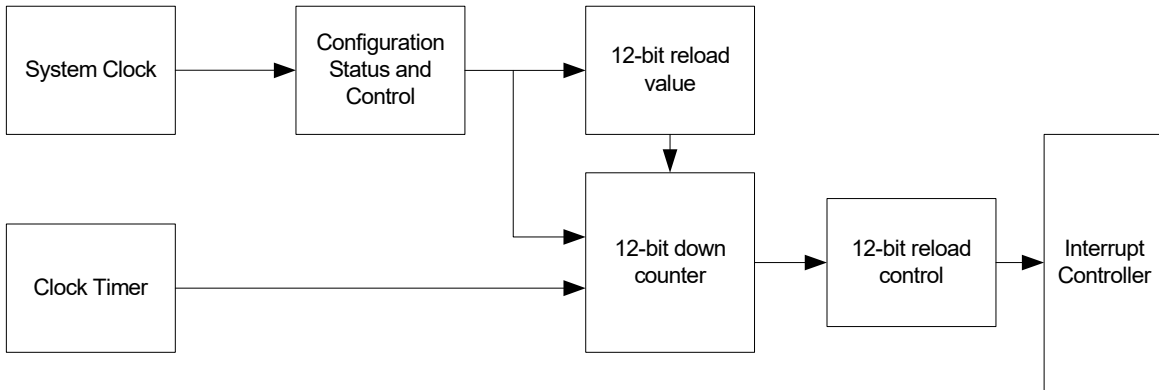 System Clock
Configuration
Status and
Control
12-bit reload
value
Clock Timer
12-bit down
counter
12-bit reload
control
Interrupt
Controller